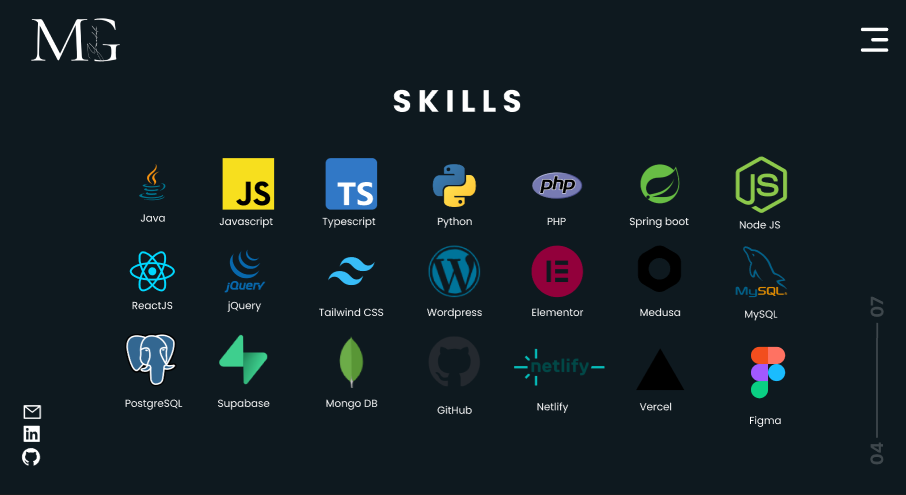 MG
SKILLS
JS
TS
php
JS
Java
Javascript
Typescript
Python
PHP
Spring boot
Node JS
jQuery
MySQL
ReactJS
jQuery
Tailwind CSS
Wordpress
Elementor
Medusa
MySQL
07
netlify
PostgreSQL
Supabase
Mongo DB
GitHub
Netlify
Vercel
Figma
in
04